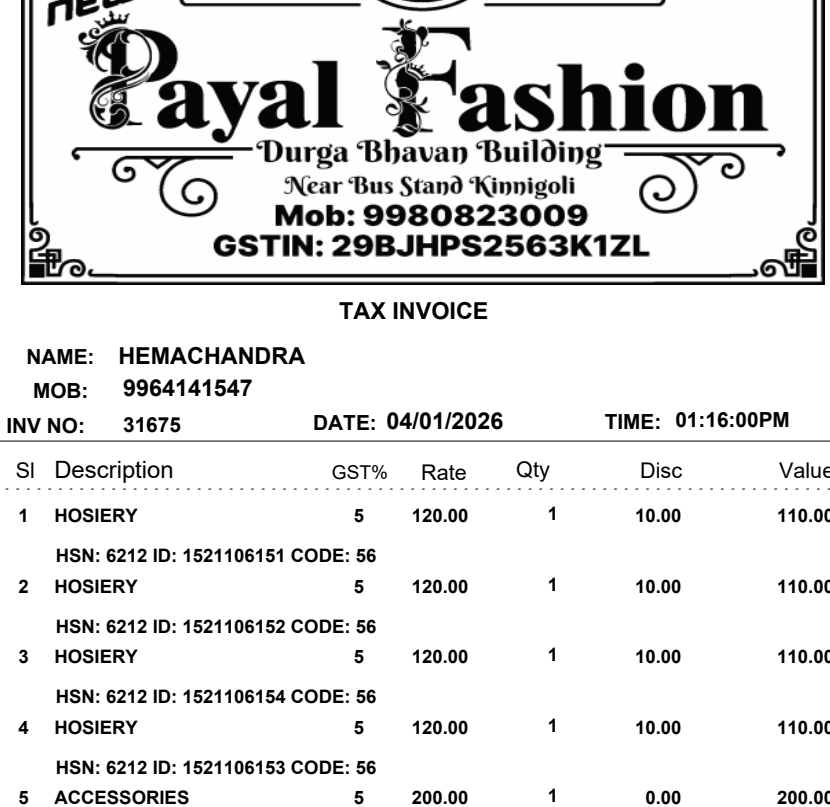 new
Payal Fashion
Durga Bhavan Building
Near Bus Stand Kinnigoli
Mob: 9980823009
GSTIN: 29BJHPS2563K1ZL
TAX INVOICE
NAME: HEMACHANDRA
MOB: 9964141547
INV NO: 31675 DATE: 04/01/2026 TIME: 01:16:00PM
Sl Description GST% Rate Qty Disc Value
1 HOSIERY 5 120.00 1 10.00 110.00
HSN: 6212 ID: 1521106151 CODE: 56
2 HOSIERY 5 120.00 1 10.00 110.00
HSN: 6212 ID: 1521106152 CODE: 56
3 HOSIERY 5 120.00 1 10.00 110.00
HSN: 6212 ID: 1521106154 CODE: 56
4 HOSIERY 5 120.00 1 10.00 110.00
HSN: 6212 ID: 1521106153 CODE: 56
5 ACCESSORIES 5 200.00 1 0.00 200.00